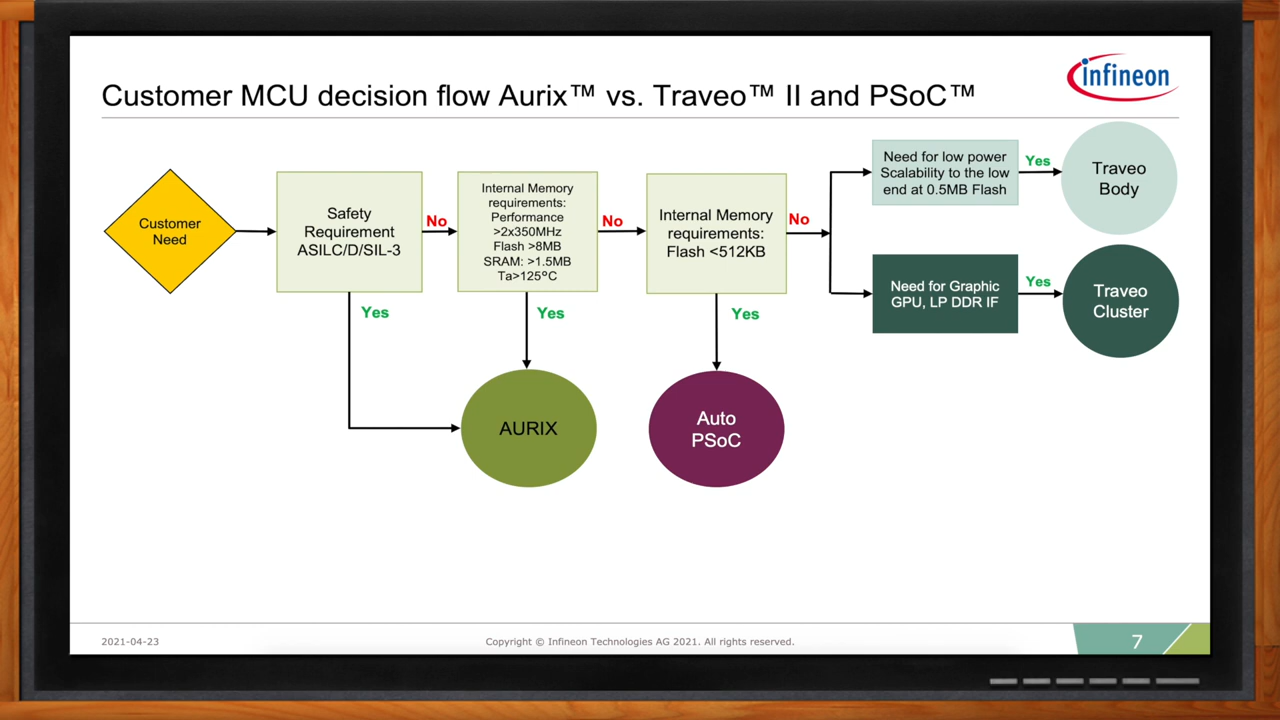 infineon
Customer MCU decision flow Aurix™ vs. Traveo™ II and PSoC™
Customer
Need
Safety
Requirement
ASILC/D/SIL-3
No
Yes
Internal Memory
requirements:
Performance
>2x350MHz
Flash >8MB
SRAM: >1.5MB
Ta>125°C
No
Yes
AURIX
Internal Memory
requirements:
Flash <512KB
No
Yes
Auto
PSoC
Need for low power
Scalability to the low
end at 0.5MB Flash
Yes
Traveo
Body
Need for Graphic
GPU, LP DDR IF
Yes
Traveo
Cluster
2021-04-23
Copyright © Infineon Technologies AG 2021. All rights reserved.
7